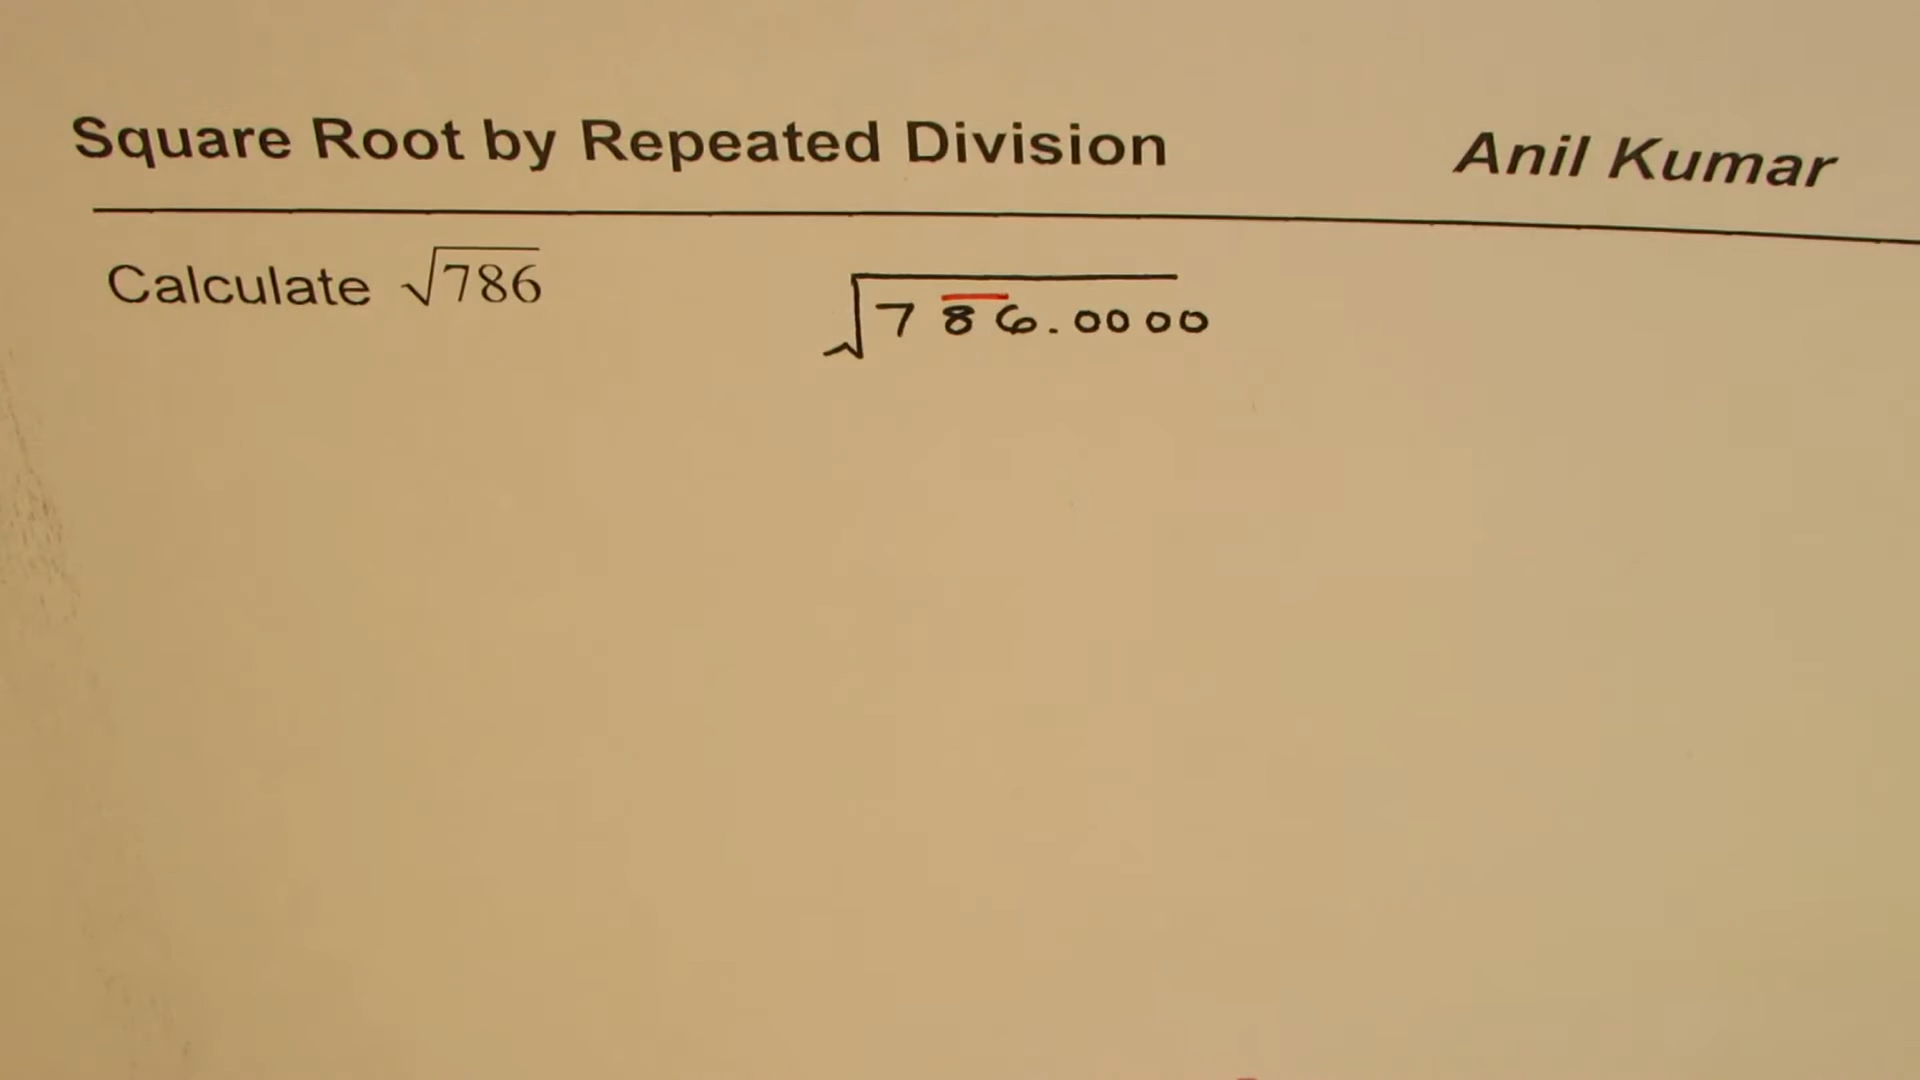 Square Root by Repeated Division Anil Kumar
Calculate √786 √786.0000